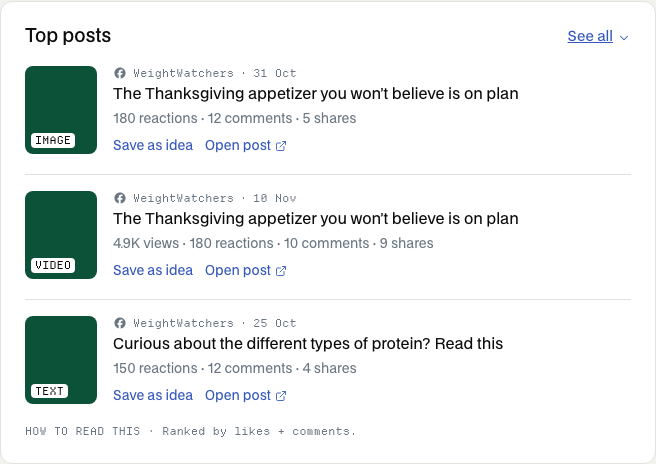 Top posts
See all
WeightWatchers · 31 Oct
The Thanksgiving appetizer you won’t believe is on plan
180 reactions · 12 comments · 5 shares
IMAGE
Save as idea Open post
WeightWatchers · 10 Nov
The Thanksgiving appetizer you won’t believe is on plan
4.9K views · 180 reactions · 10 comments · 9 shares
VIDEO
Save as idea Open post
WeightWatchers · 25 Oct
Curious about the different types of protein? Read this
150 reactions · 12 comments · 4 shares
TEXT
Save as idea Open post
HOW TO READ THIS · Ranked by likes + comments.